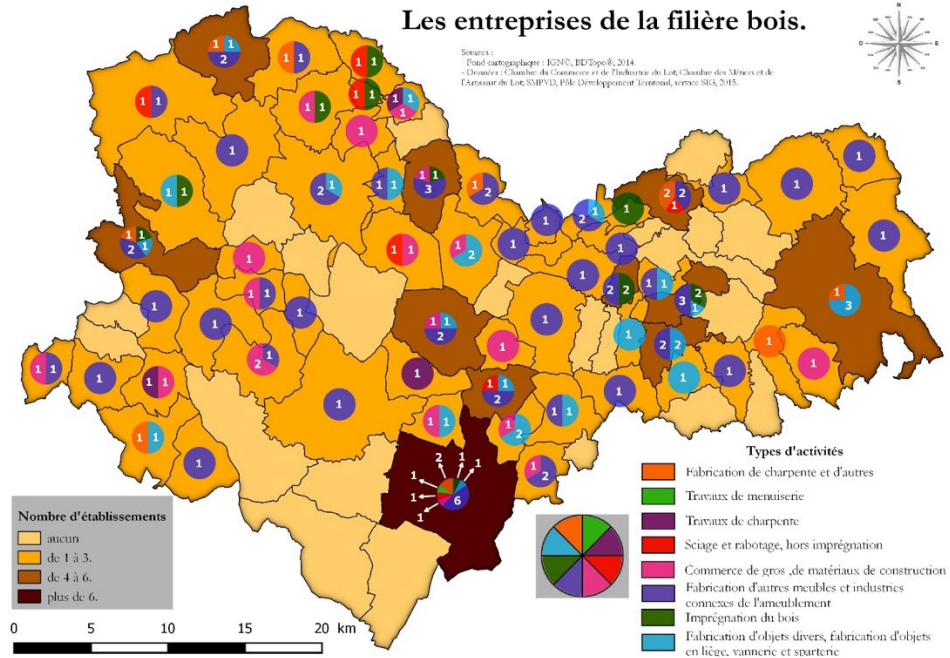 Les entreprises de la filière bois.
Sources :
Fond cartographique : IGN©, BDTopo®, 2014.
- Données : Chambre du Commerce et de l'Industrie du Lot; Chambre des Métiers et de
l'Artisanat du Lot; SMPVD, Pôle Développement Territorial, service SIG, 2015.
N
E
S
O
Nombre d'établissements
aucun
de 1 à 3.
de 4 à 6.
plus de 6.
0 5 10 15 20 km
Types d'activités
Fabrication de charpente et d'autres
Travaux de menuiserie
Travaux de charpente
Sciage et rabotage, hors imprégnation
Commerce de gros ,de matériaux de construction
Fabrication d'autres meubles et industries
connexes de l'ameublement
Imprégnation du bois
Fabrication d'objets divers, fabrication d'objets
en liège, vannerie et sparterie